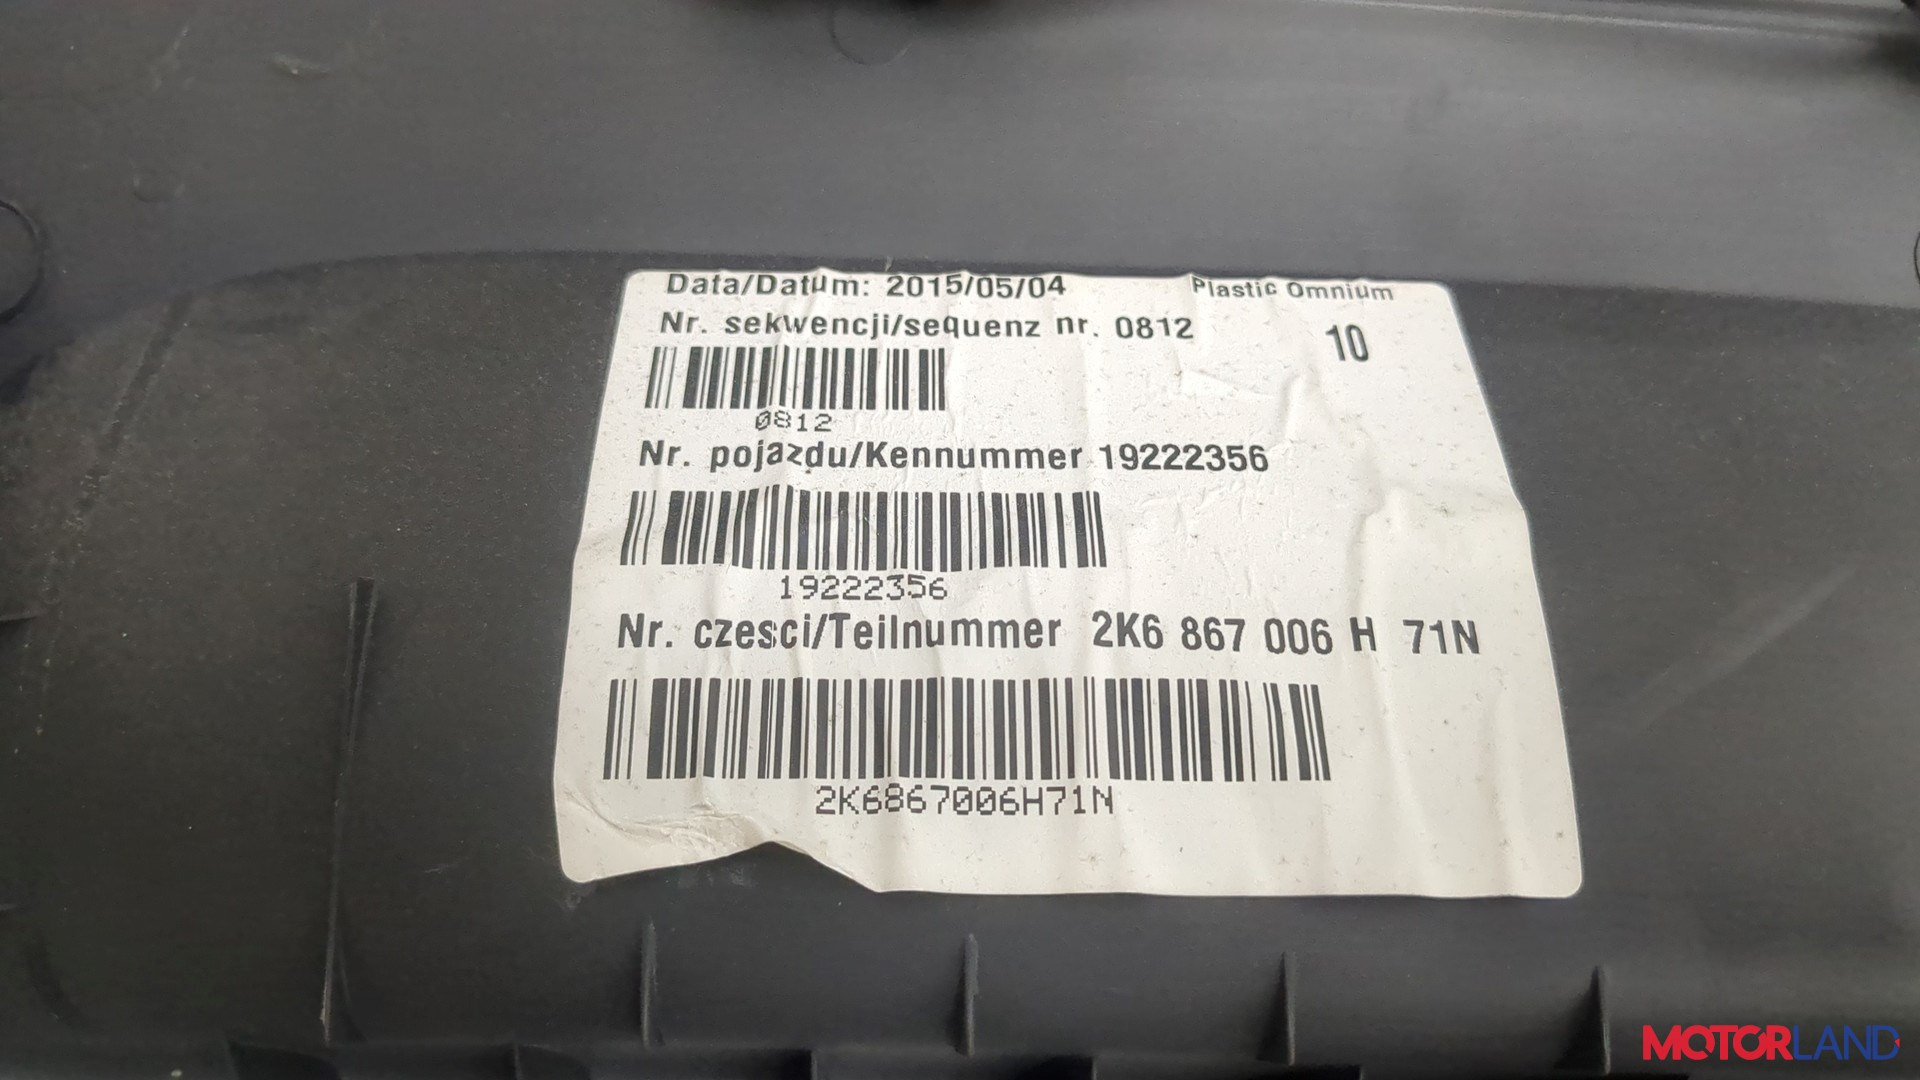 Data/Datum: 2015/05/04 Plastic Omnium
Nr. sekwencji/sequenz nr. 0812 10
0812
Nr. pojazdu/Kennummer 19222356
19222356
Nr. czesci/Teilnummer 2K6 867 006 H 71N
2K6867006H71N
MOTORLAND